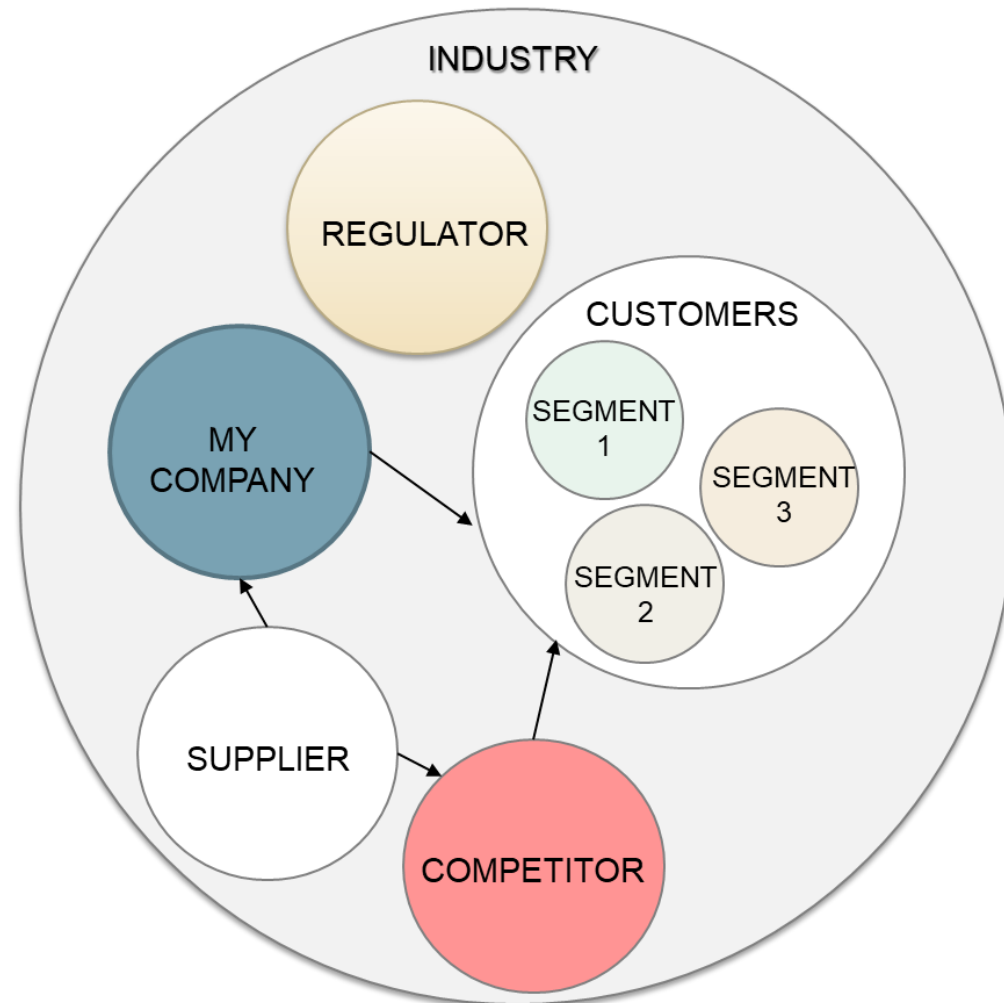 INDUSTRY
REGULATOR
CUSTOMERS
SEGMENT
1
MY
COMPANY
SEGMENT
3
SEGMENT
2
SUPPLIER
COMPETITOR